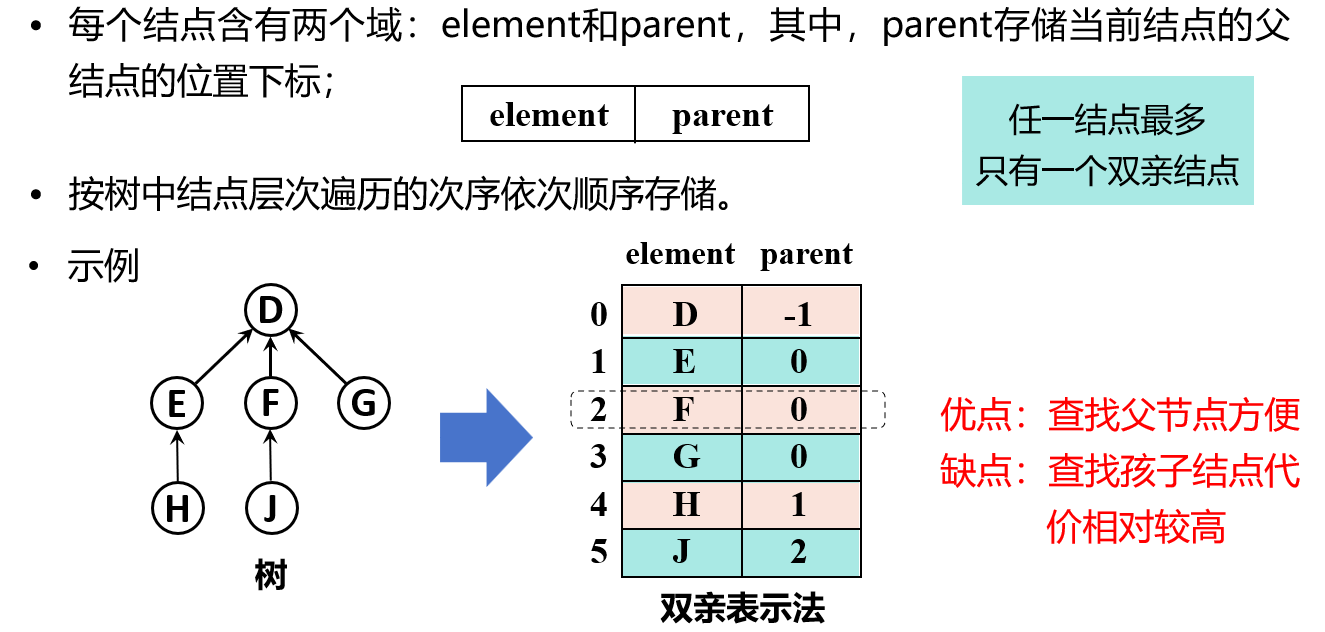 • 每个结点含有两个域：element和parent，其中，parent存储当前结点的父
结点的位置下标；
element parent
任一结点最多
只有一个双亲结点
• 按树中结点层次遍历的次序依次顺序存储。
• 示例
D
E F G
H J
树
element parent
0 D -1
1 E 0
2 F 0
3 G 0
4 H 1
5 J 2
双亲表示法
优点：查找父节点方便
缺点：查找孩子结点代
价相对较高